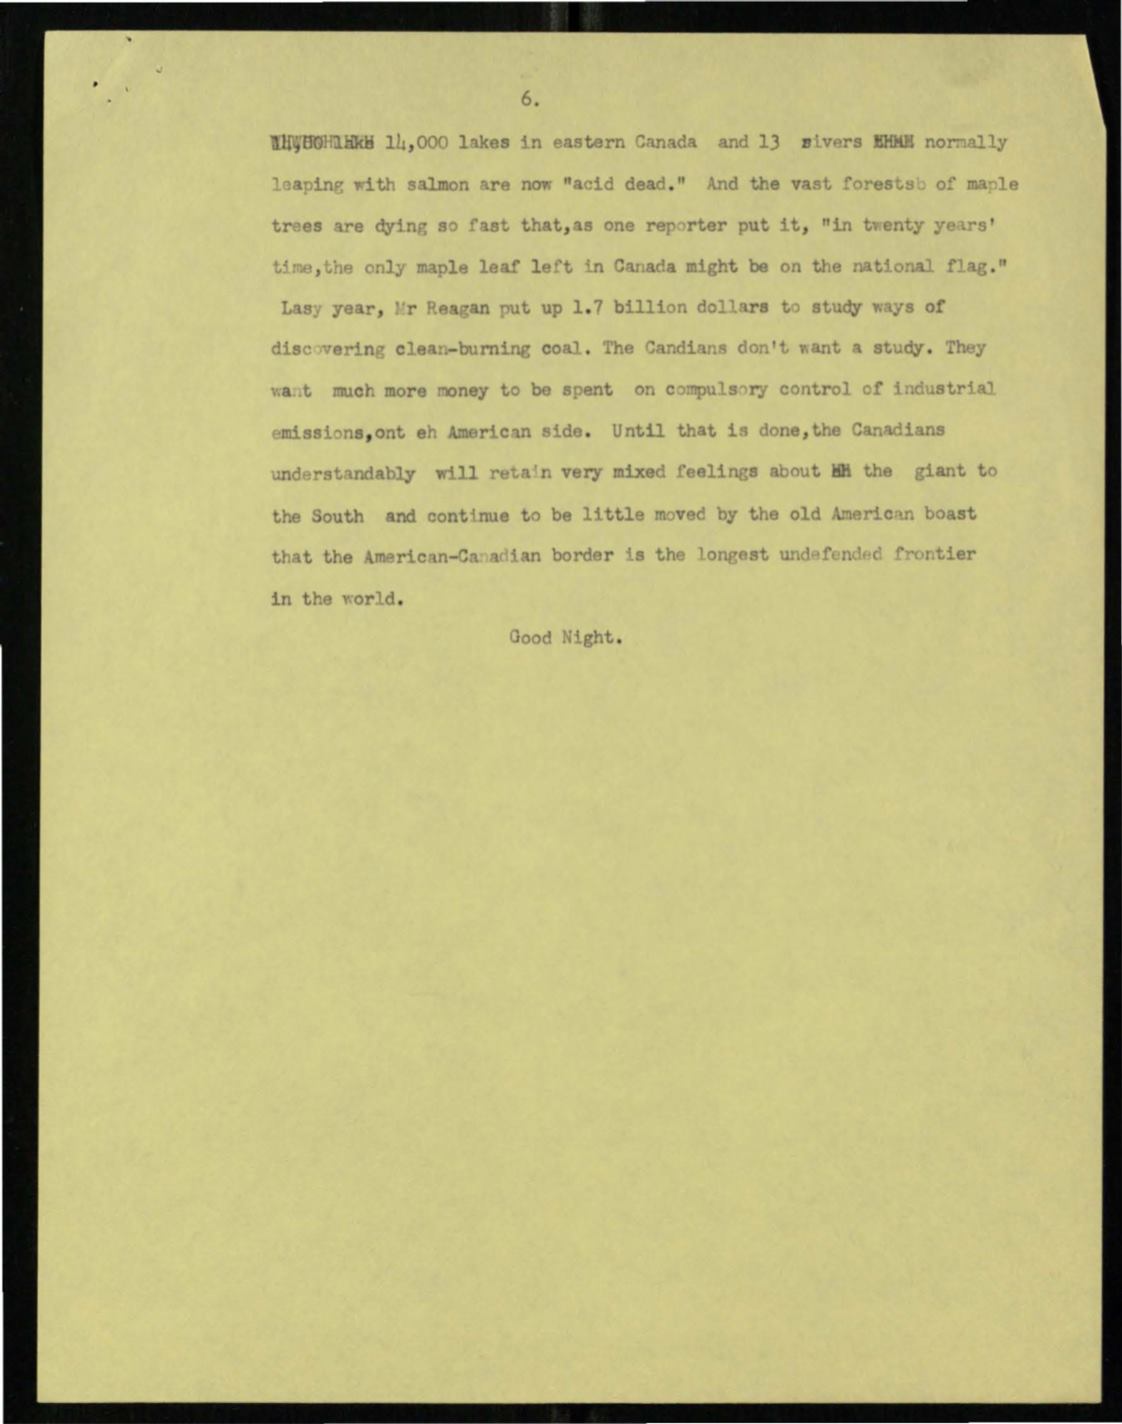 6.
14,000 lakes in eastern Canada and 13 rivers normally
leaping with salmon are now "acid dead." And the vast forestsb of maple
trees are dying so fast that,as one reporter put it, "in twenty years'
time,the only maple leaf left in Canada might be on the national flag."
Lasy year, Mr Reagan put up 1.7 billion dollars to study ways of
discovering clean-burning coal. The Candians don't want a study. They
want much more money to be spent on compulsory control of industrial
emissions,ont eh American side. Until that is done,the Canadians
understandably will retain very mixed feelings about the giant to
the South and continue to be little moved by the old American boast
that the American-Canadian border is the longest undefended frontier
in the world.
Good Night.